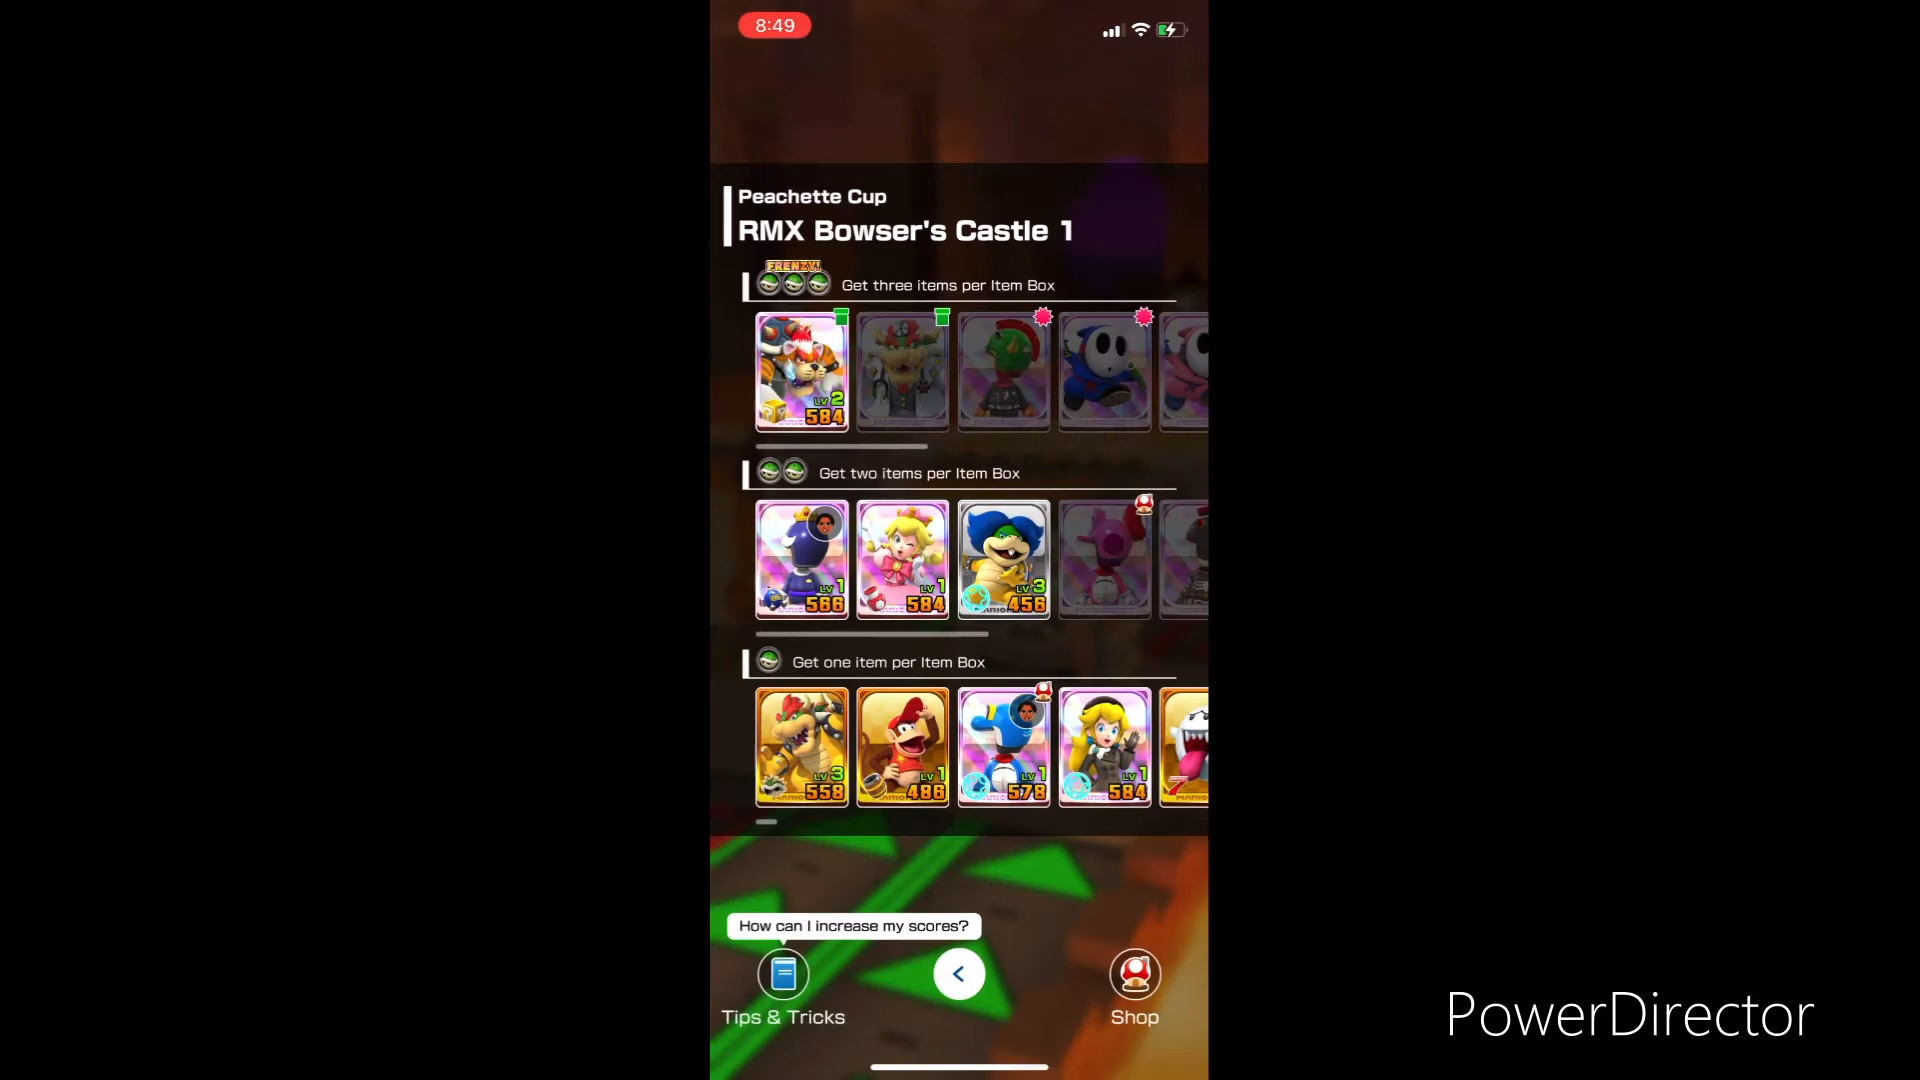 8:49
Peachette Cup
RMX Bowser's Castle 1
FRENZY!
Get three items per Item Box
LV 2
584
Get two items per Item Box
LV 1 LV 1 LV 3
566 584 456
Get one item per Item Box
LV 3 LV 1 LV 1 LV 1
558 486 578 584
How can I increase my scores?
Tips & Tricks
Shop
PowerDirector